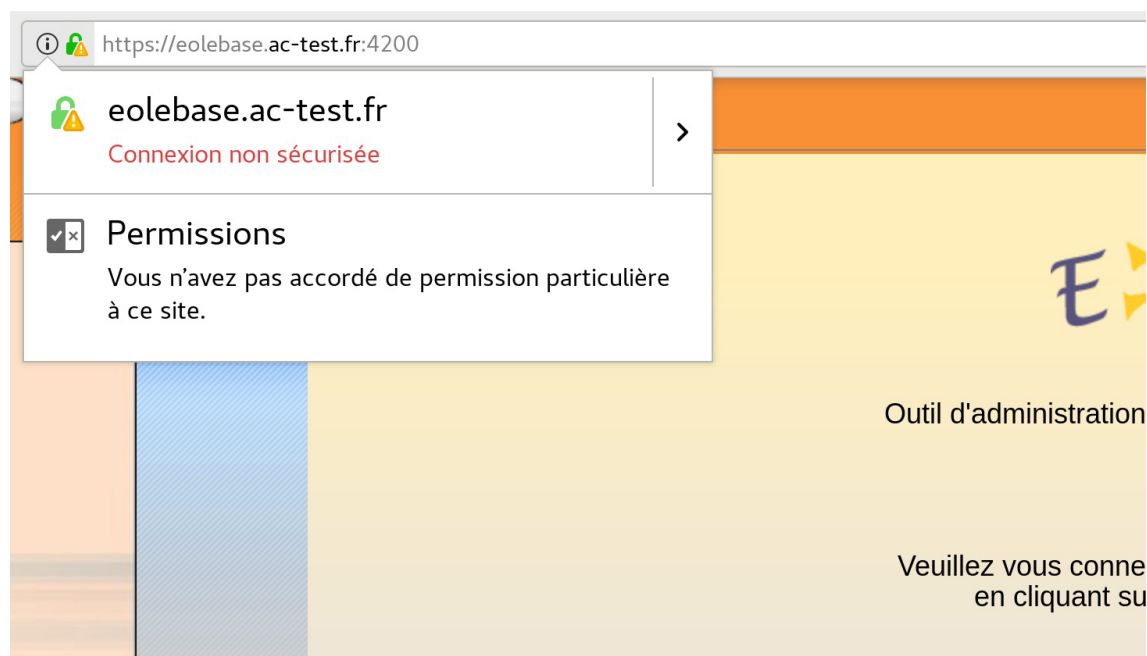 https://eolebase.ac-test.fr:4200
eolebase.ac-test.fr
Connexion non sécurisée
Permissions
Vous n’avez pas accordé de permission particulière
à ce site.
E
Outil d'administration
Veuillez vous conne
en cliquant su